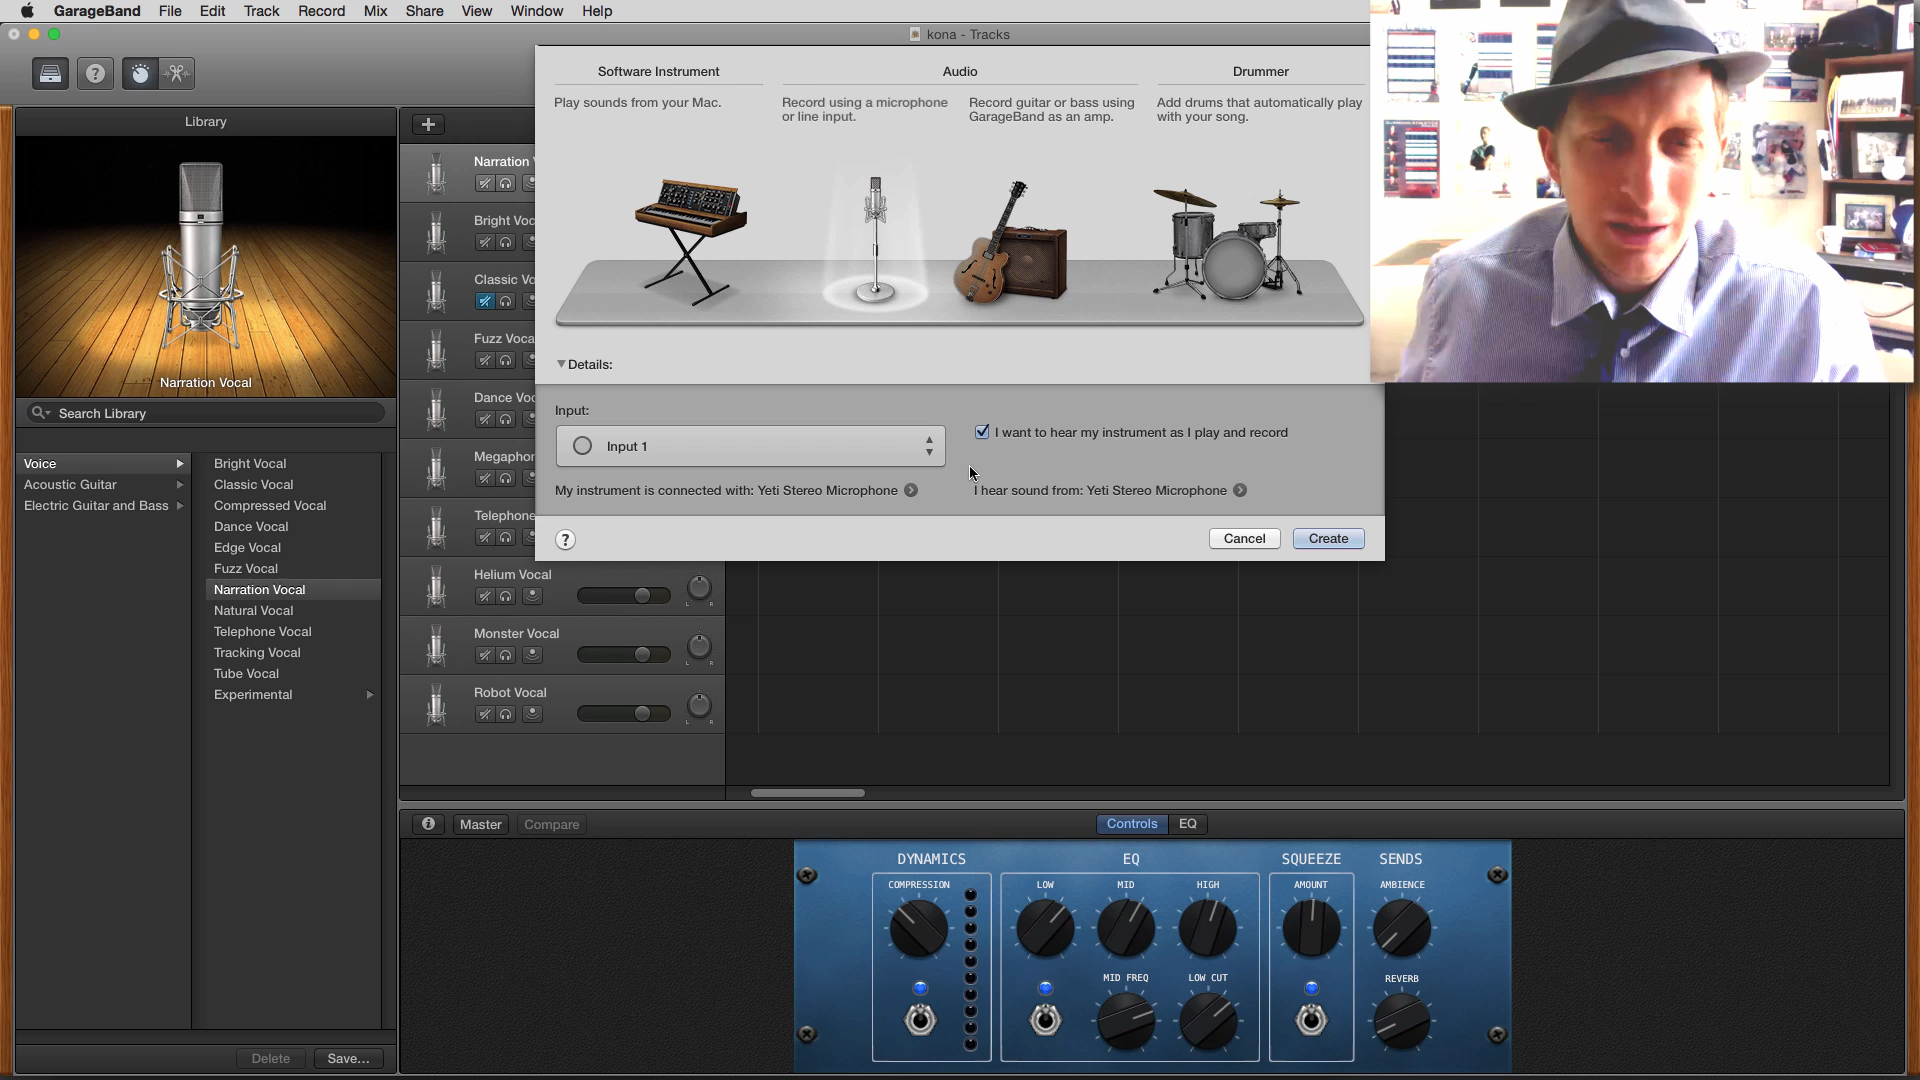 GarageBand File Edit Track Record Mix Share View Window Help
kona - Tracks
Library
Narration Vocal
Search Library
Voice
Acoustic Guitar
Electric Guitar and Bass
Bright Vocal
Classic Vocal
Compressed Vocal
Dance Vocal
Edge Vocal
Fuzz Vocal
Narration Vocal
Natural Vocal
Telephone Vocal
Tracking Vocal
Tube Vocal
Experimental
Delete Save...
+
Narration V
Bright Voc
Classic Vo
Fuzz Voca
Dance Voc
Megaphor
Telephone
Helium Vocal
L R
Monster Vocal
L R
Robot Vocal
L R
Software Instrument
Play sounds from your Mac.
Audio
Record using a microphone
or line input.
Record guitar or bass using
GarageBand as an amp.
Drummer
Add drums that automatically play
with your song.
Details:
Input:
Input 1
I want to hear my instrument as I play and record
My instrument is connected with: Yeti Stereo Microphone
I hear sound from: Yeti Stereo Microphone
? Cancel Create
Master Compare Controls EQ
DYNAMICS EQ SQUEEZE SENDS
COMPRESSION LOW MID HIGH AMOUNT AMBIENCE
MID FREQ LOW CUT REVERB